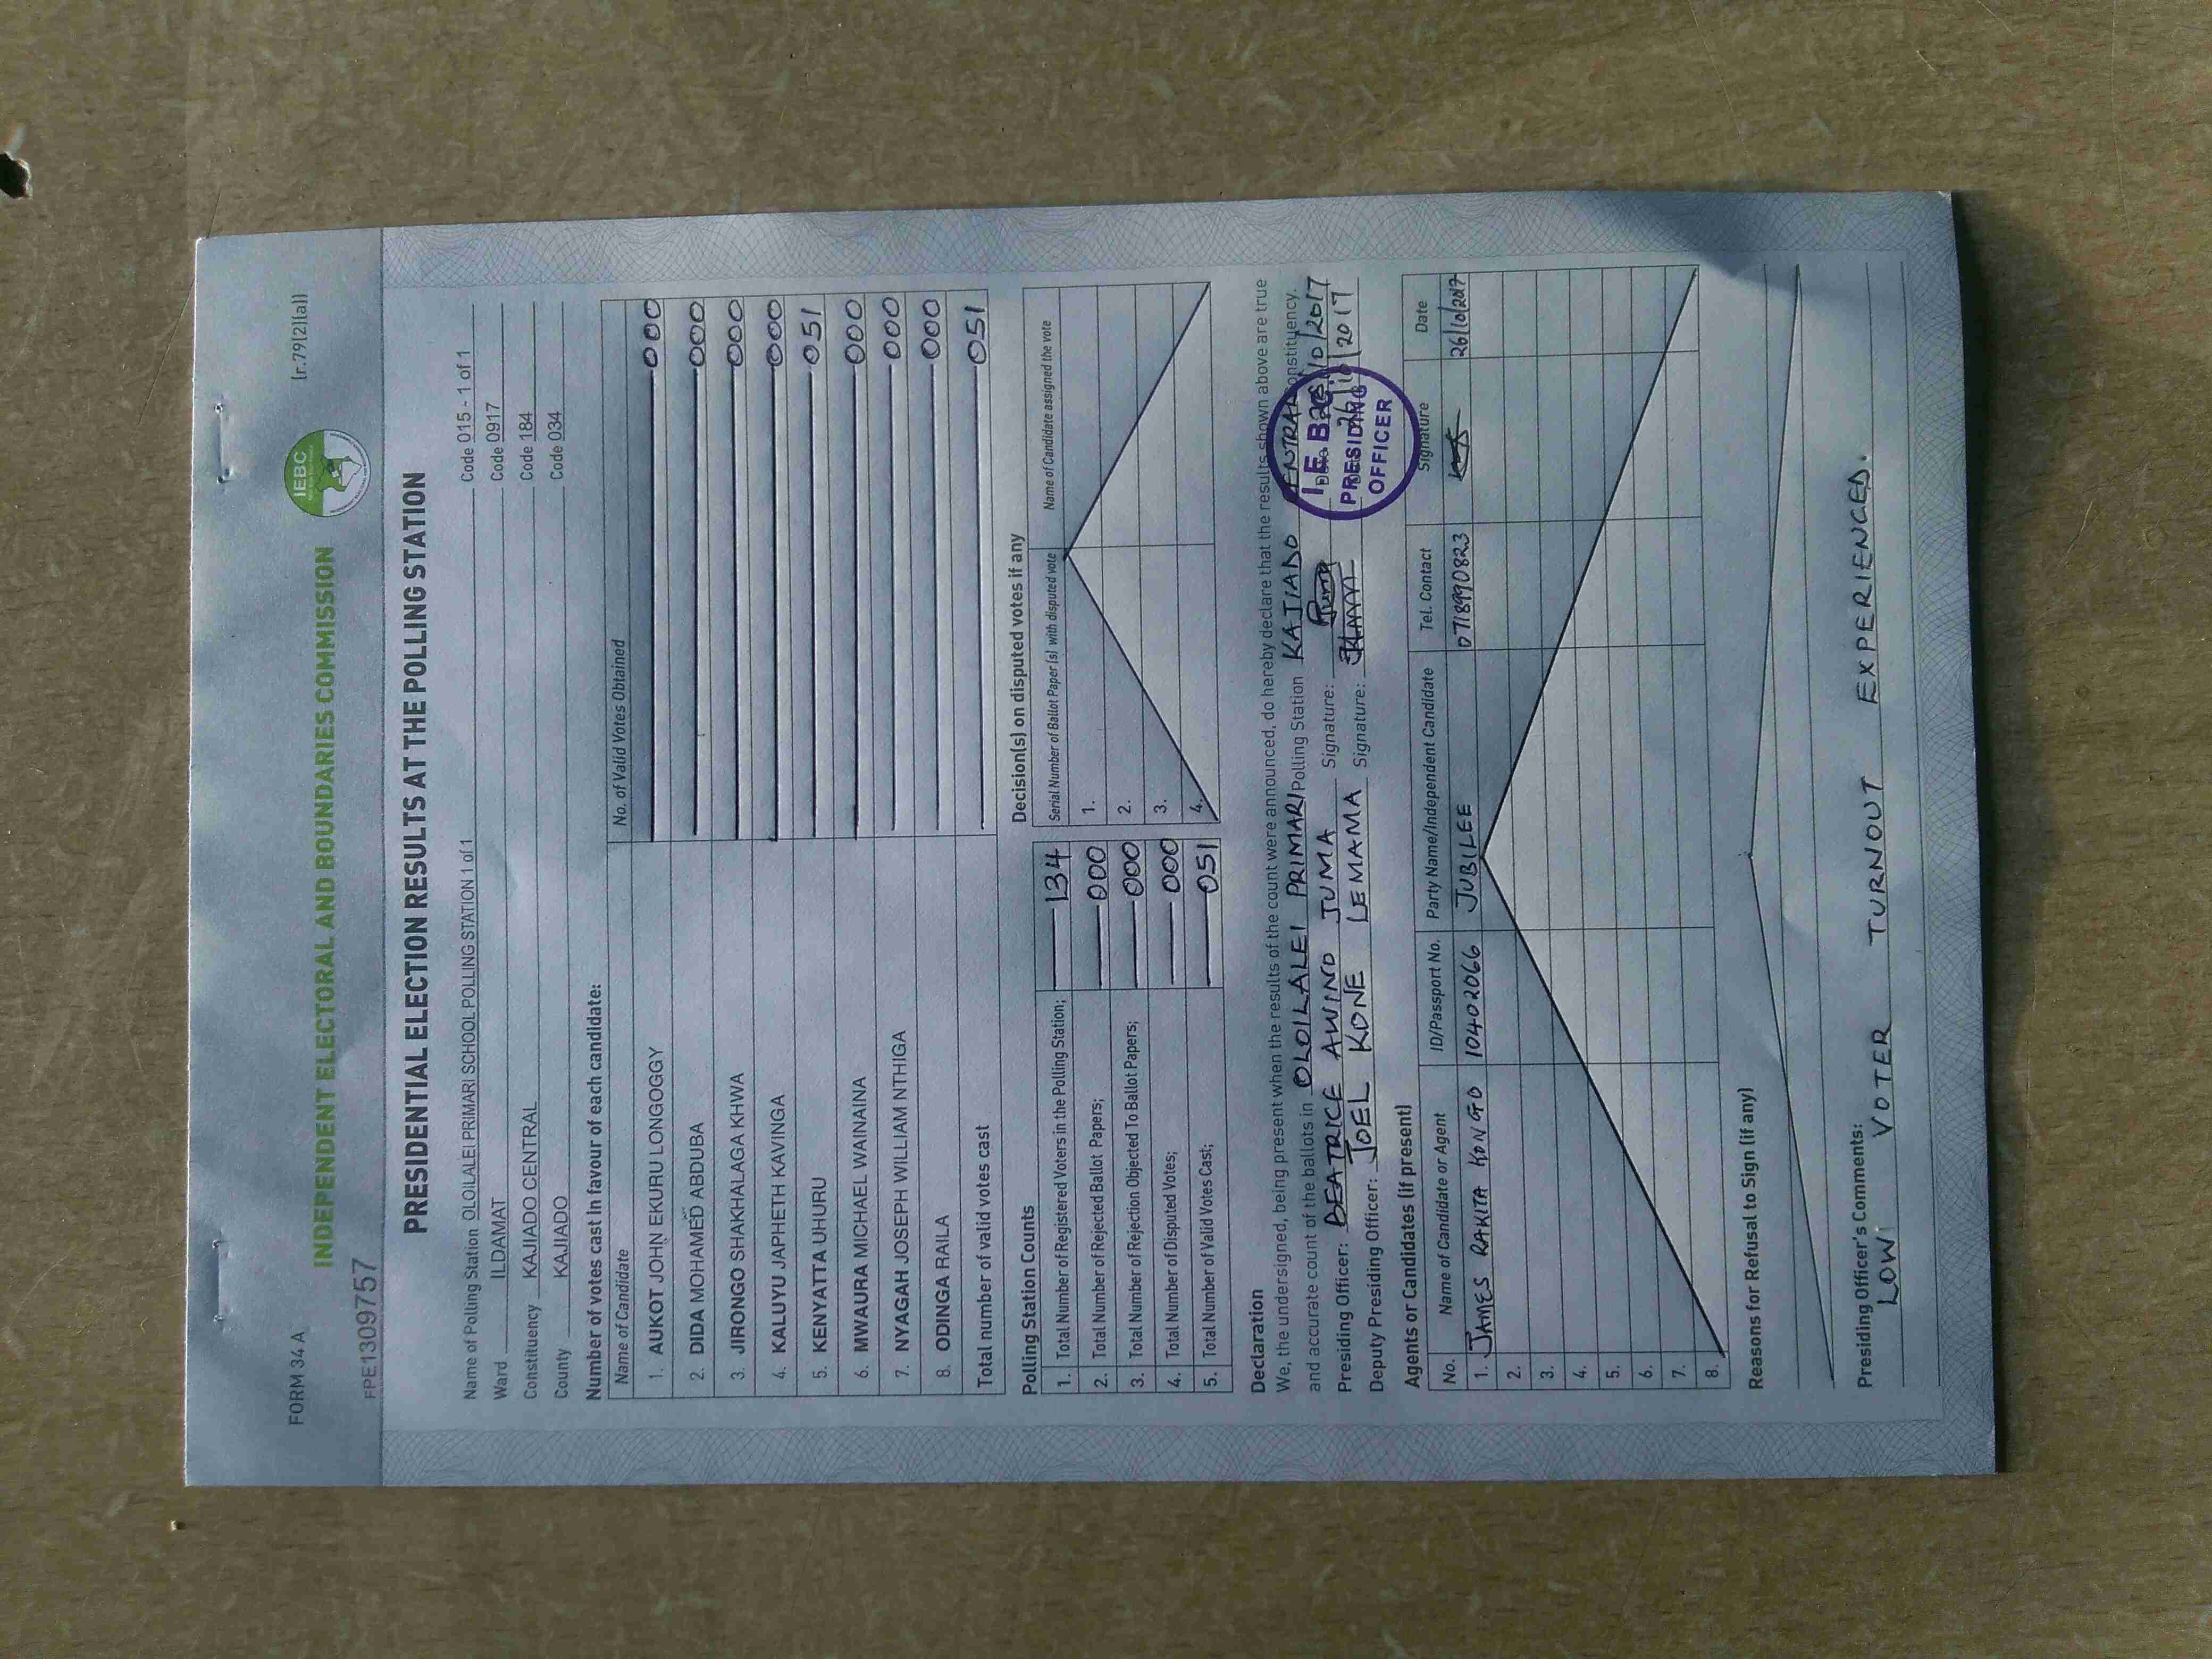 FORM 34 A
[r.79(2)(a)]
IEBC
INDEPENDENT ELECTORAL AND BOUNDARIES COMMISSION
FPE1309757
PRESIDENTIAL ELECTION RESULTS AT THE POLLING STATION
Name of Polling Station OLOILALEI PRIMARI SCHOOL POLLING STATION 1 of 1 Code 015 - 1 of 1
Ward ILDAMAT Code 0917
Constituency KAJIADO CENTRAL Code 184
County KAJIADO Code 034
Number of votes cast in favour of each candidate:
Name of Candidate No. of Valid Votes Obtained
1. AUKOT JOHN EKURU LONGOGGY 000
2. DIDA MOHAMED ABDUBA 000
3. JIRONGO SHAKHALAGA KHWA 000
4. KALUYU JAPHETH KAVINGA 000
5. KENYATTA UHURU 051
6. MWAURA MICHAEL WAINAINA 000
7. NYAGAH JOSEPH WILLIAM NTHIGA 000
8. ODINGA RAILA 000
Total number of valid votes cast 051
Polling Station Counts
1. Total Number of Registered Voters in the Polling Station; 134
2. Total Number of Rejected Ballot Papers; 000
3. Total Number of Rejection Objected To Ballot Papers; 000
4. Total Number of Disputed Votes; 000
5. Total Number of Valid Votes Cast; 051
Decision(s) on disputed votes if any
Serial Number of Ballot Paper(s) with disputed vote Name of Candidate assigned the vote
1.
2.
3.
4.
Declaration
We, the undersigned, being present when the results of the count were announced, do hereby declare that the results shown above are true
and accurate count of the ballots in OLOILALEI PRIMARI Polling Station KAJIADO CENTRAL Constituency.
Presiding Officer: BEATRICE AWINO JUMA Signature: Date 26/10/2017
Deputy Presiding Officer: JOEL KONE LEMAMA Signature: Date 26/10/2017
I.E.B.C
PRESIDING
OFFICER
Agents or Candidates (if present)
No. Name of Candidate or Agent ID/Passport No. Party Name/Independent Candidate Tel. Contact Signature Date
1. JAMES RAKITA KONGO 10402066 JUBILEE 0718990823 26/10/2017
2.
3.
4.
5.
6.
7.
8.
Reasons for Refusal to Sign (if any)
Presiding Officer's Comments:
LOW VOTER TURNOUT EXPERIENCED.